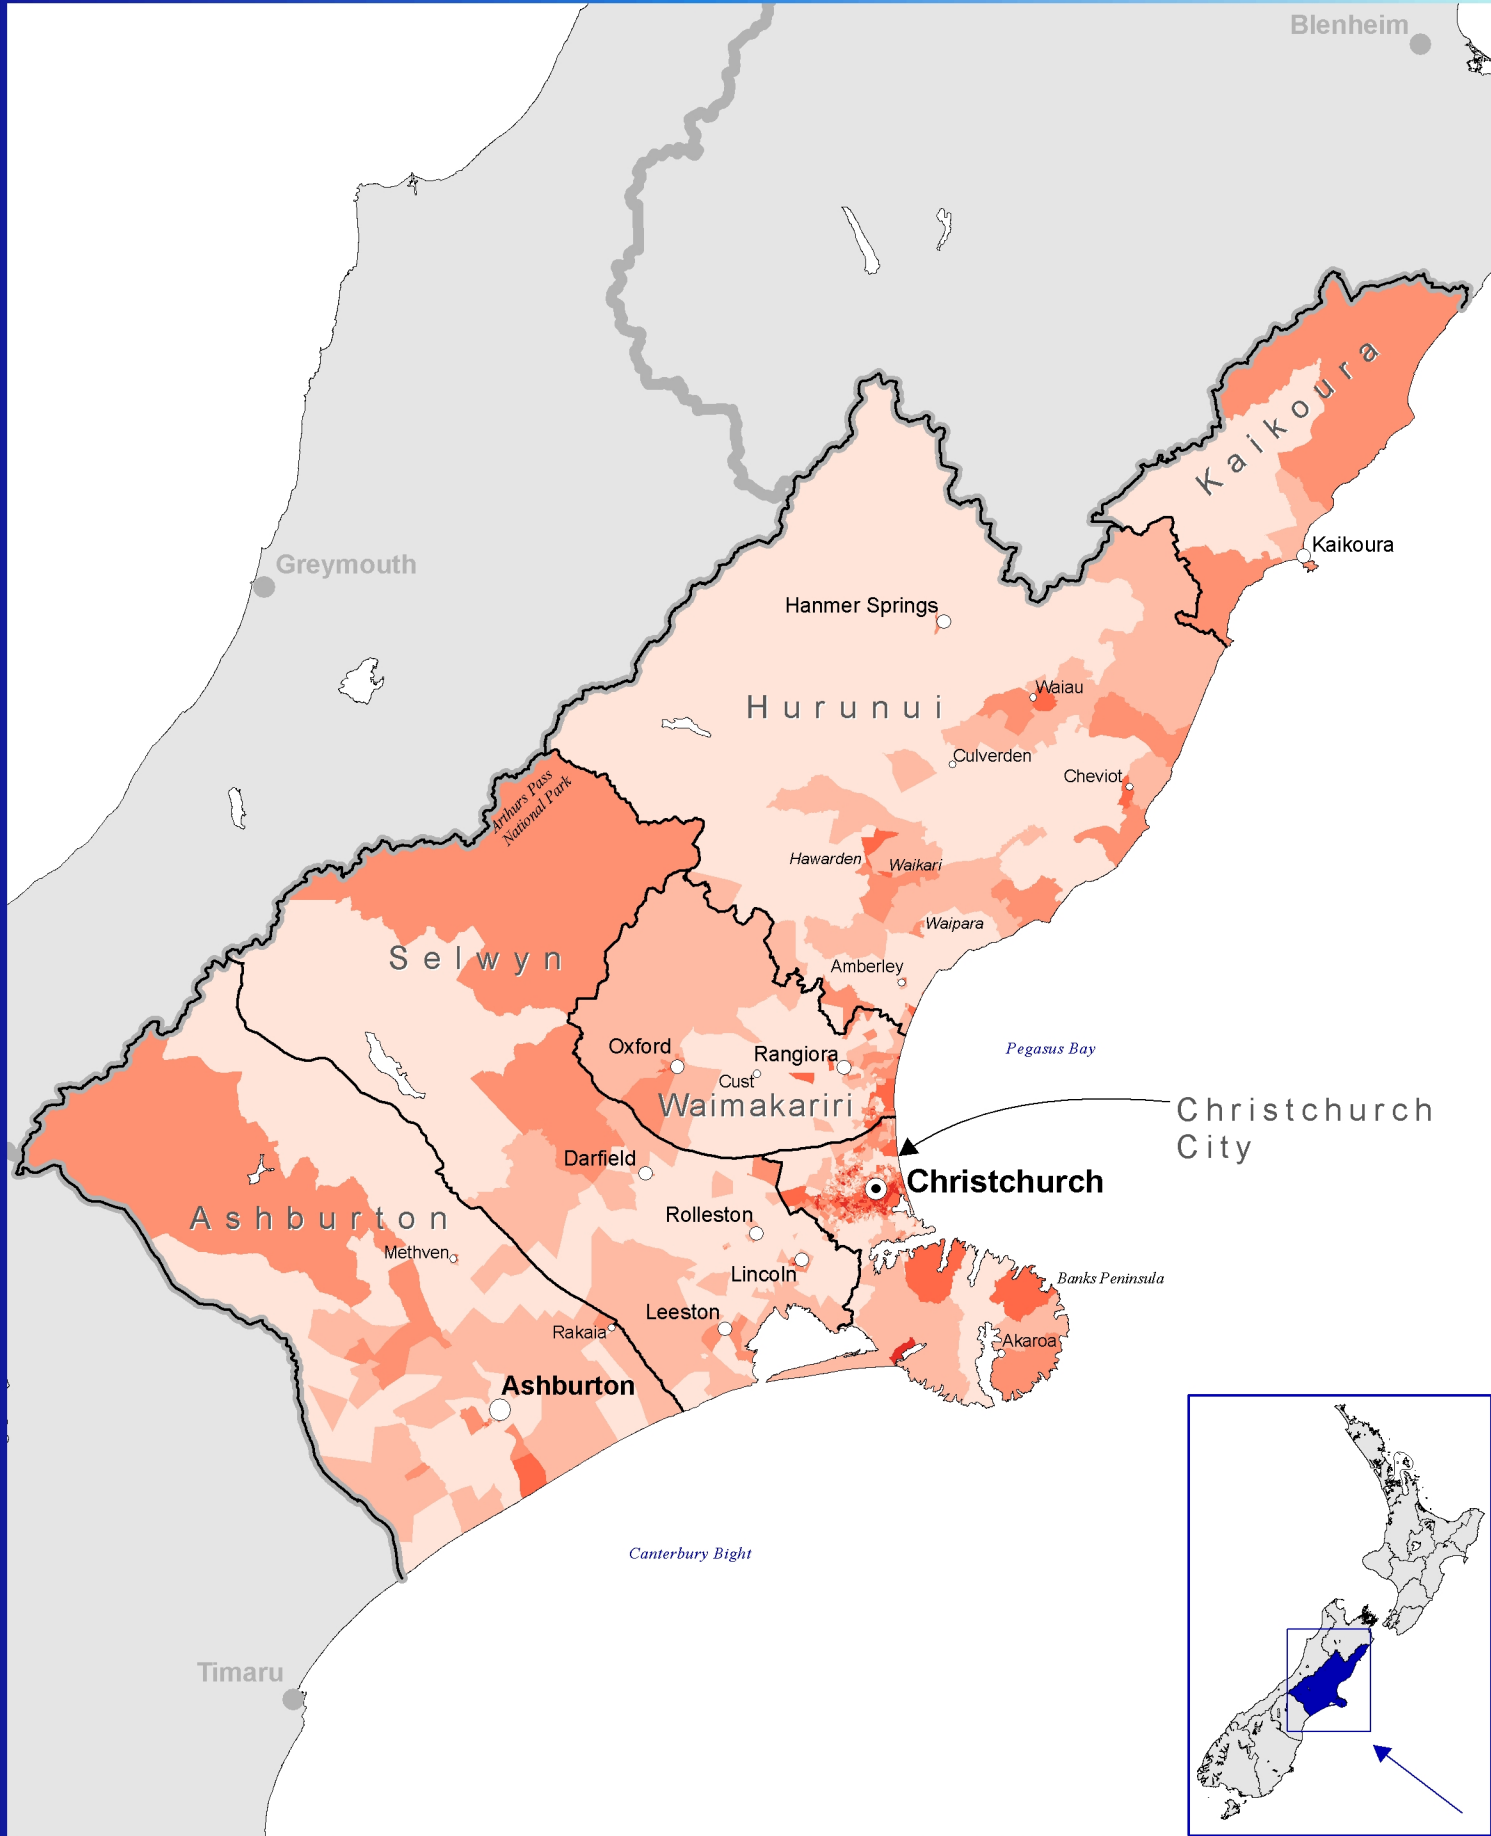 Blenheim
Kaikoura
Kaikoura
Greymouth
Hanmer Springs
Waiau
Hurunui
Culverden
Cheviot
Arthurs Pass
National Park
Hawarden
Waikari
Waipara
Selwyn
Amberley
Oxford
Rangiora
Pegasus Bay
Cust
Waimakariri
Christchurch
City
Darfield
Christchurch
Ashburton
Rolleston
Methven
Lincoln
Banks Peninsula
Leeston
Rakaia
Akaroa
Ashburton
Canterbury Bight
Timaru